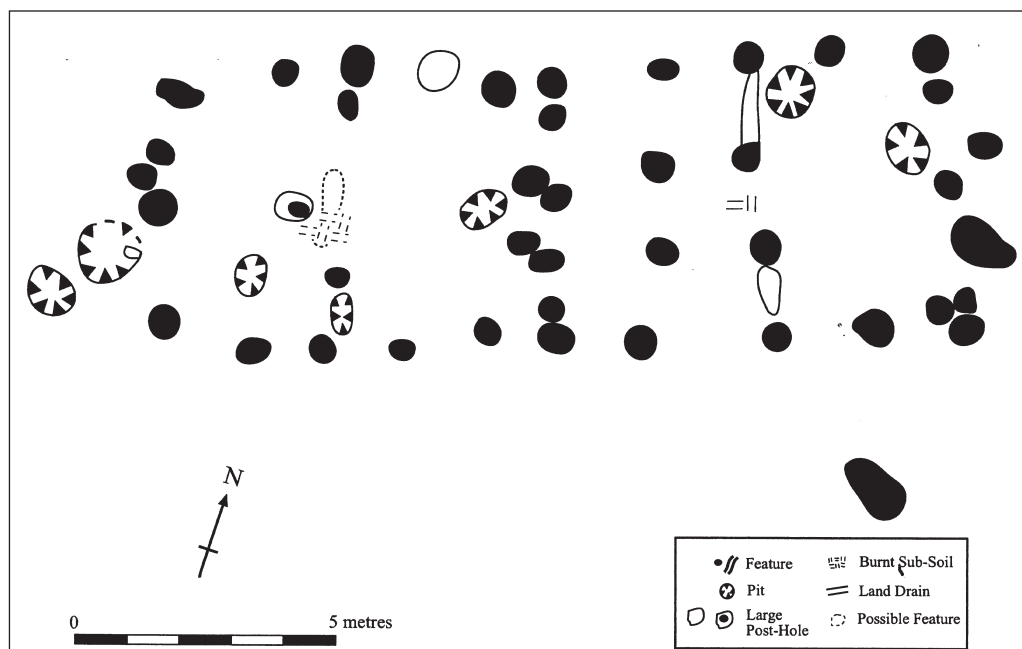 N
0 5 metres
Feature
Pit
Large
Post-Hole
Burnt Sub-Soil
Land Drain
Possible Feature